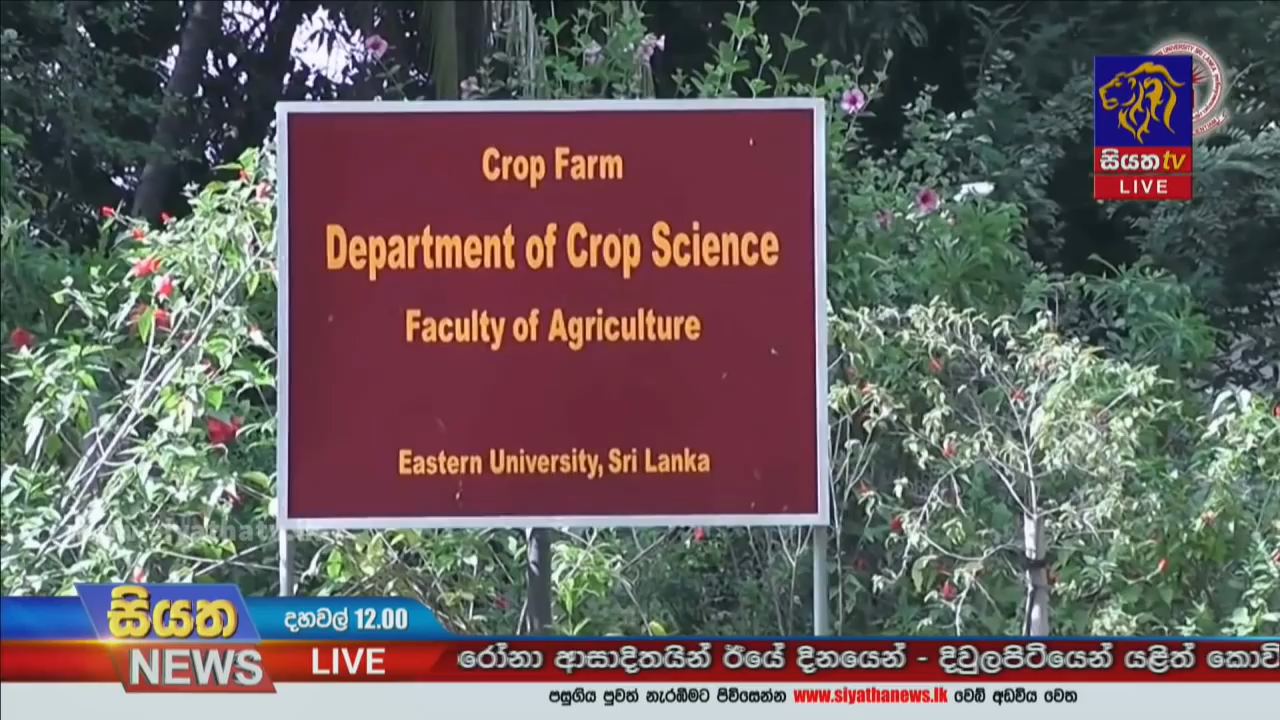 සියත tv
LIVE
Crop Farm
Department of Crop Science
Faculty of Agriculture
Eastern University, Sri Lanka
සියත
NEWS
දහවල් 12.00
LIVE
රෝනා ආසාදිතයින් ඊයේ දිනයෙන් - දිවුලපිටියෙන් යළිත් කොවි
පසුගිය පුවත් නැරඹීමට පිවිසෙන්න www.siyathanews.lk වෙබ් අඩවිය වෙත